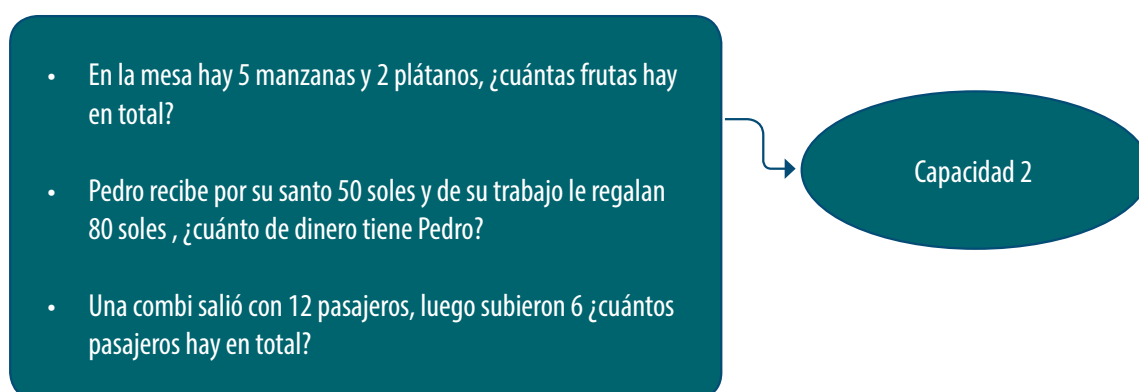 • En la mesa hay 5 manzanas y 2 plátanos, ¿cuántas frutas hay
en total?
• Pedro recibe por su santo 50 soles y de su trabajo le regalan
80 soles , ¿cuánto de dinero tiene Pedro?
• Una combi salió con 12 pasajeros, luego subieron 6 ¿cuántos
pasajeros hay en total?
Capacidad 2